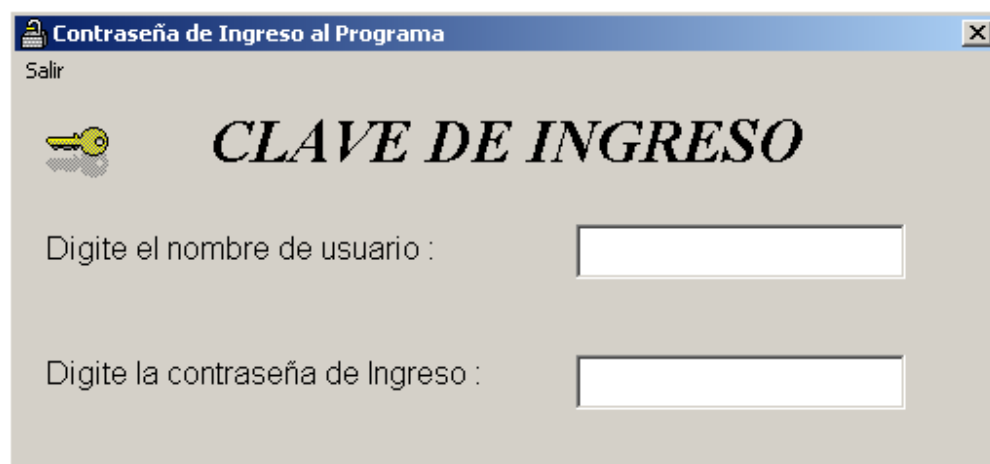 Contraseña de Ingreso al Programa
Salir
CLAVE DE INGRESO
Digite el nombre de usuario :
Digite la contraseña de Ingreso :